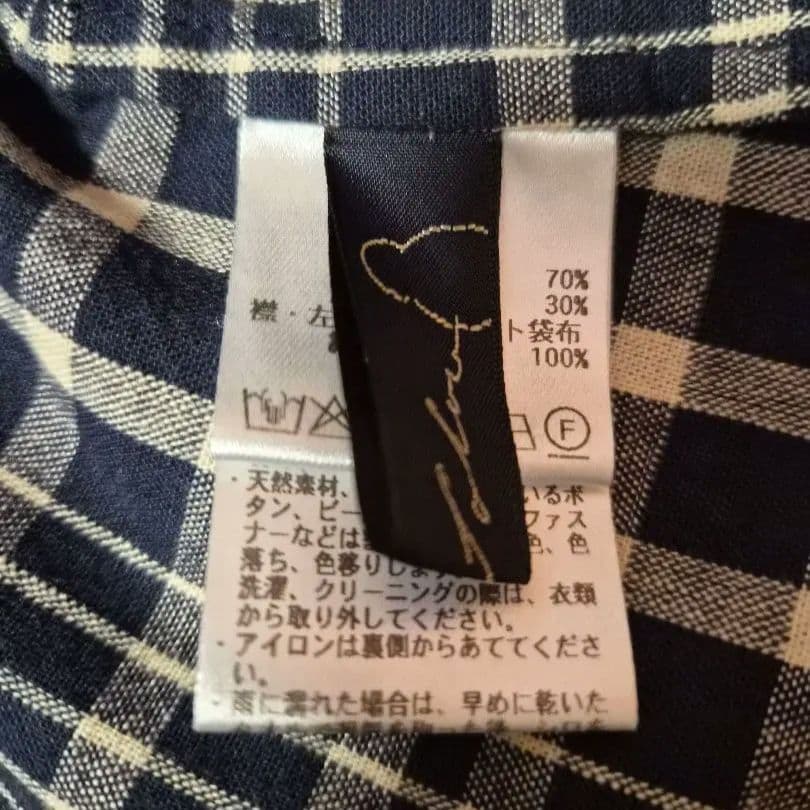 70%
30%
襟・左 ト袋布
100%
F
・天然素材、 いるボ
タン、ビー ファス
ナーなどは 色、色
落ち、色移りしま
洗濯、クリーニングの際は、衣類
から取り外してください。
・アイロンは裏側からあててくださ
い。
・雨に濡れた場合は、早めに乾いた